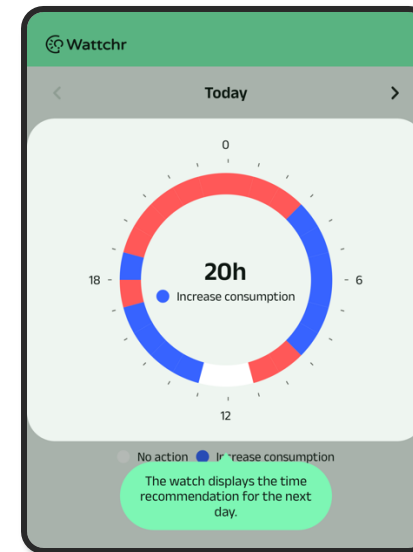 Wattchr
Today
0
20h
Increase consumption
18
6
12
No action Increase consumption
The watch displays the time
recommendation for the next
day.